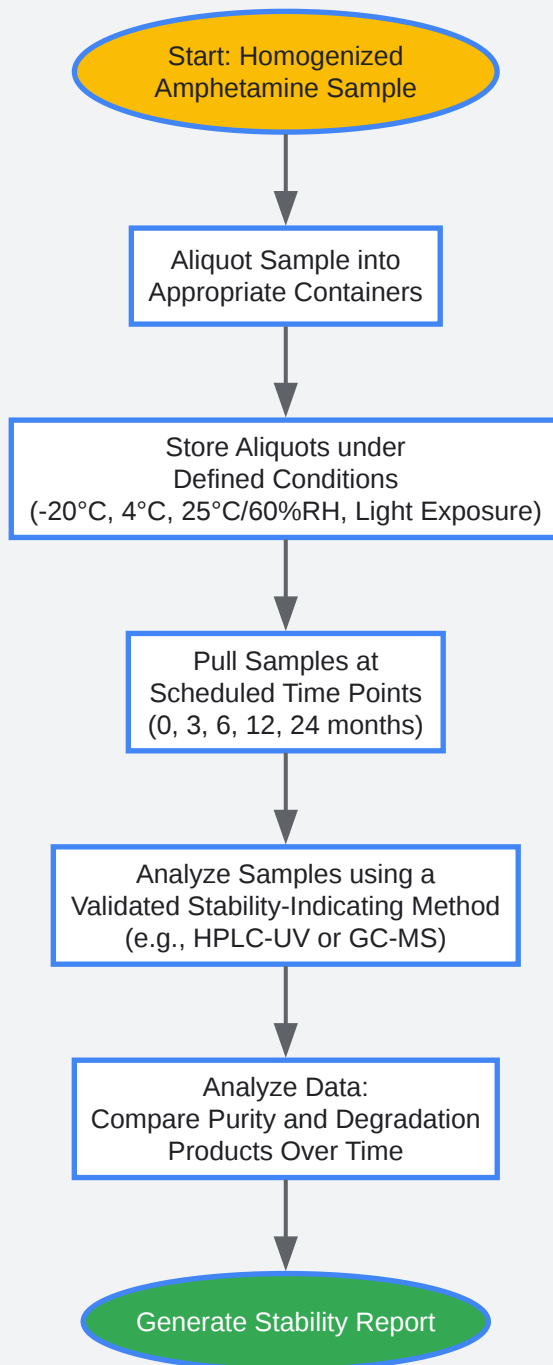 Start: Homogenized
Amphetamine Sample
Aliquot Sample into
Appropriate Containers
Store Aliquots under
Defined Conditions
(-20°C, 4°C, 25°C/60%RH, Light Exposure)
Pull Samples at
Scheduled Time Points
(0, 3, 6, 12, 24 months)
Analyze Samples using a
Validated Stability-Indicating Method
(e.g., HPLC-UV or GC-MS)
Analyze Data:
Compare Purity and Degradation
Products Over Time
Generate Stability Report